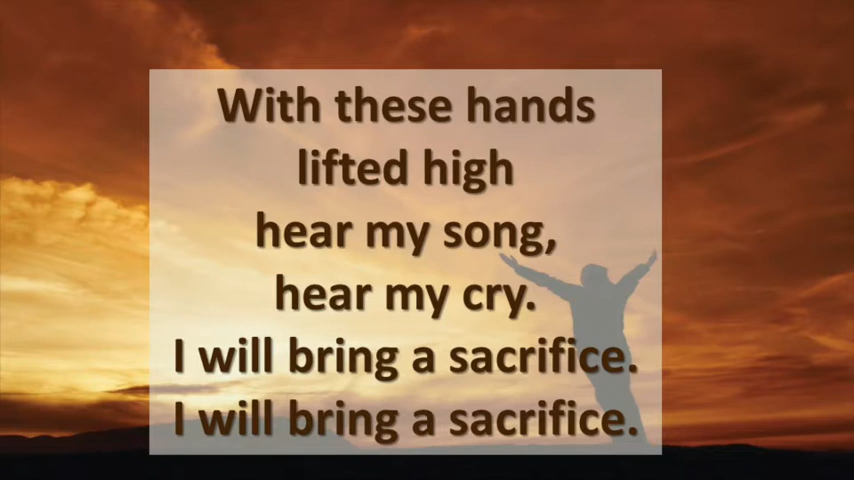 With these hands
lifted high
hear my song,
hear my cry.
I will bring a sacrifice.
I will bring a sacrifice.